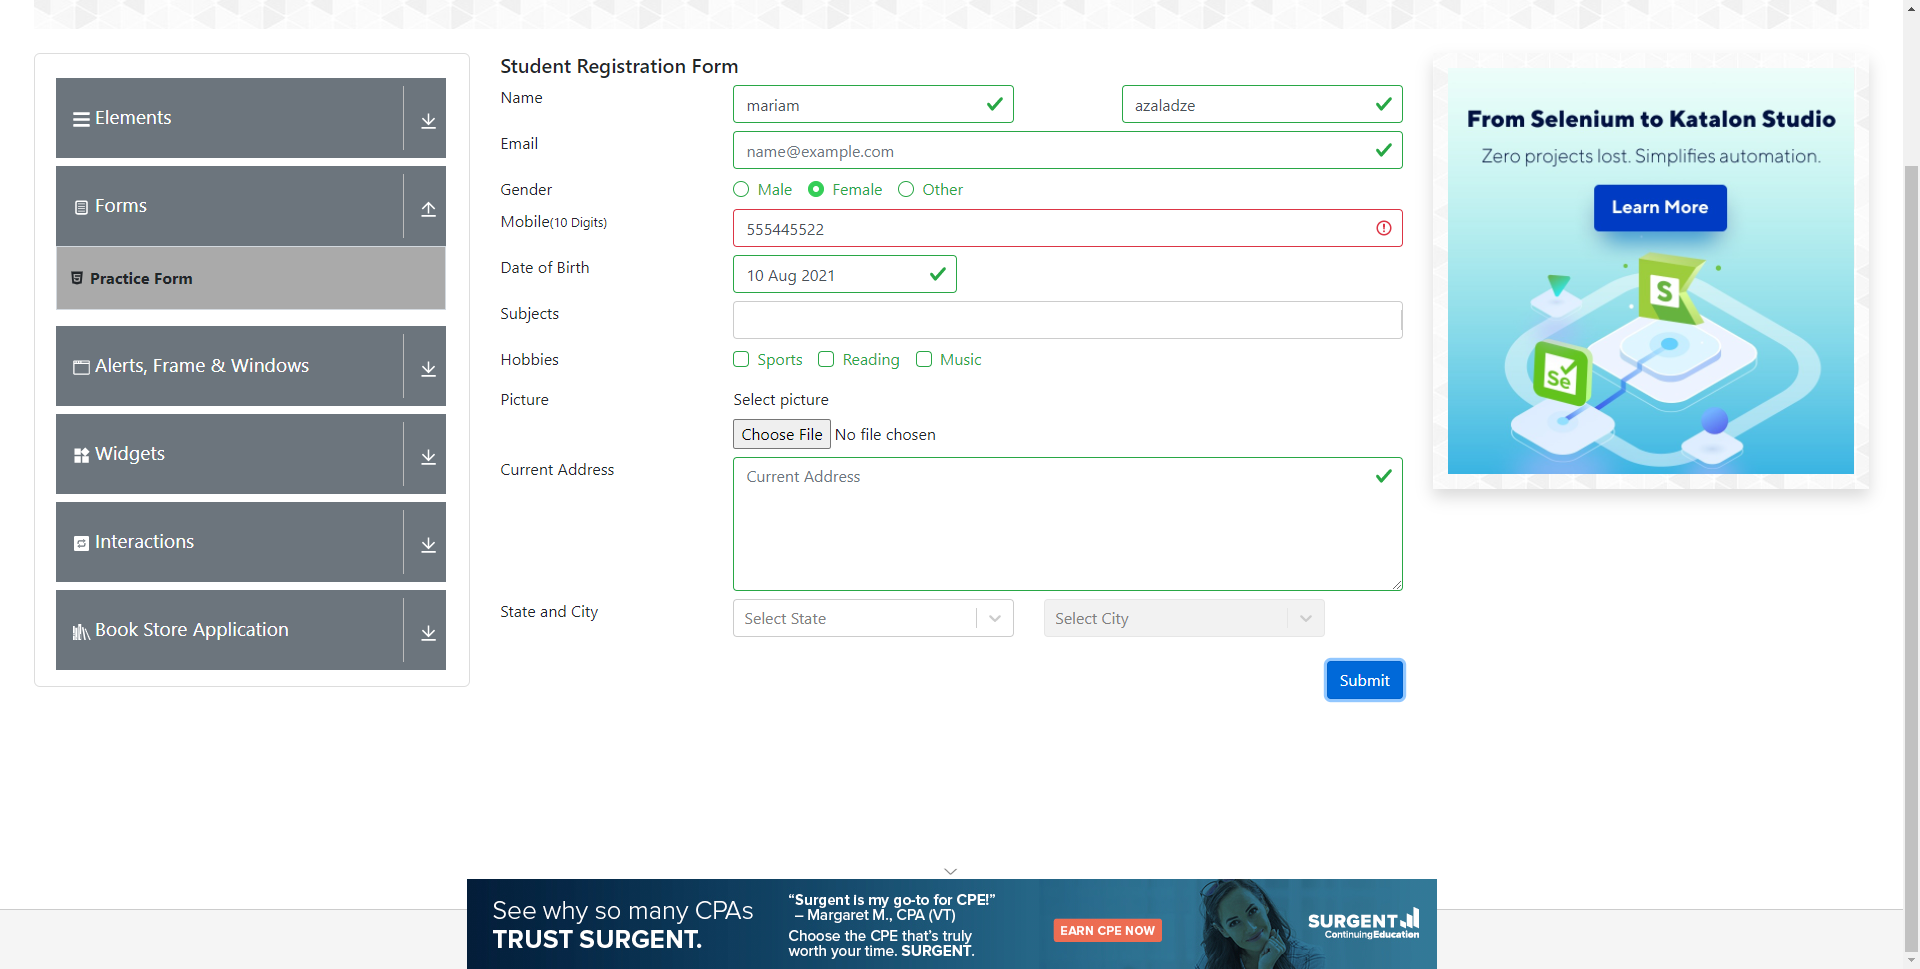 Elements
Forms
Practice Form
Alerts, Frame & Windows
Widgets
Interactions
Book Store Application
Student Registration Form
Name
mariam
azaladze
Email
name@example.com
Gender
Male
Female
Other
Mobile(10 Digits)
555445522
Date of Birth
10 Aug 2021
Subjects
Hobbies
Sports
Reading
Music
Picture
Select picture
Choose File No file chosen
Current Address
Current Address
State and City
Select State
Select City
Submit
From Selenium to Katalon Studio
Zero projects lost. Simplifies automation.
Learn More
S
Se
See why so many CPAs
TRUST SURGENT.
“Surgent is my go-to for CPE!”
– Margaret M., CPA (VT)
Choose the CPE that’s truly
worth your time. SURGENT.
EARN CPE NOW
SURGENT
Continuing Education